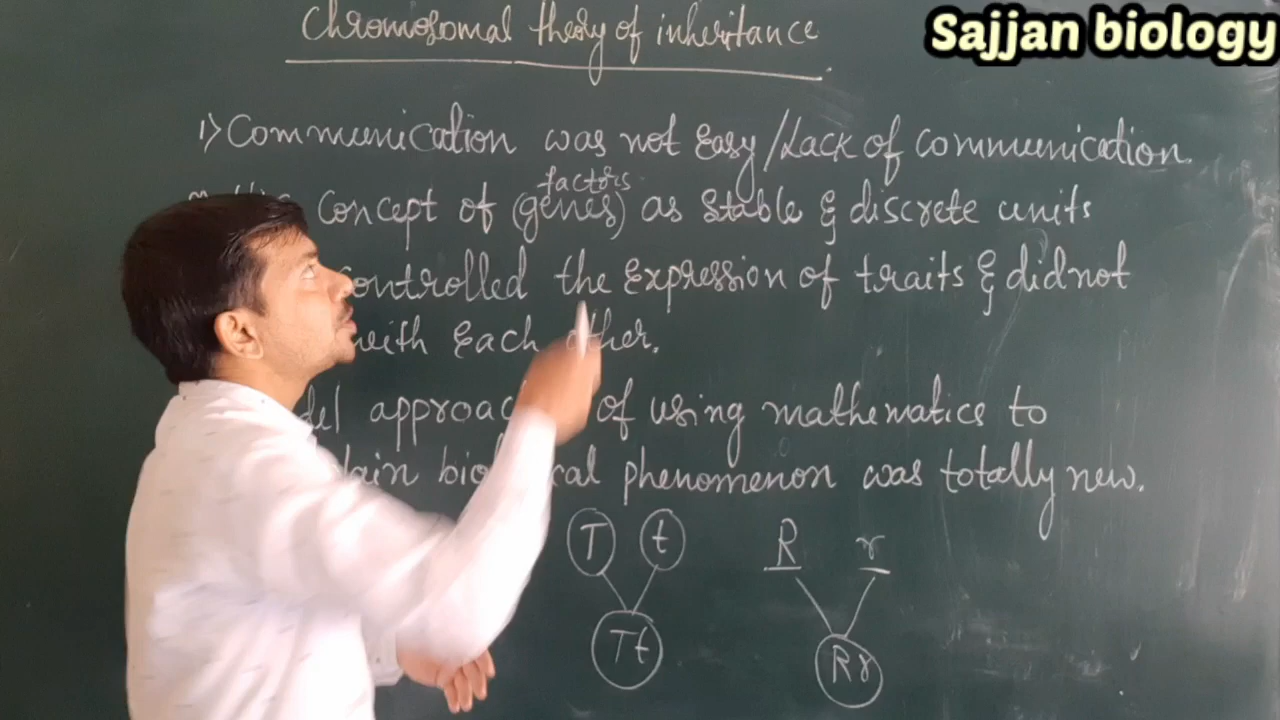 Sajjan biology
Chromosomal theory of inheritance
1) Communication was not Easy/Lack of communication.
factors
concept of (genes) as stable & discrete units
controlled the Expression of traits & did not
with Each other.
approach of using mathematics to
biological phenomenon was totally new.
T t R r
Tt Rr